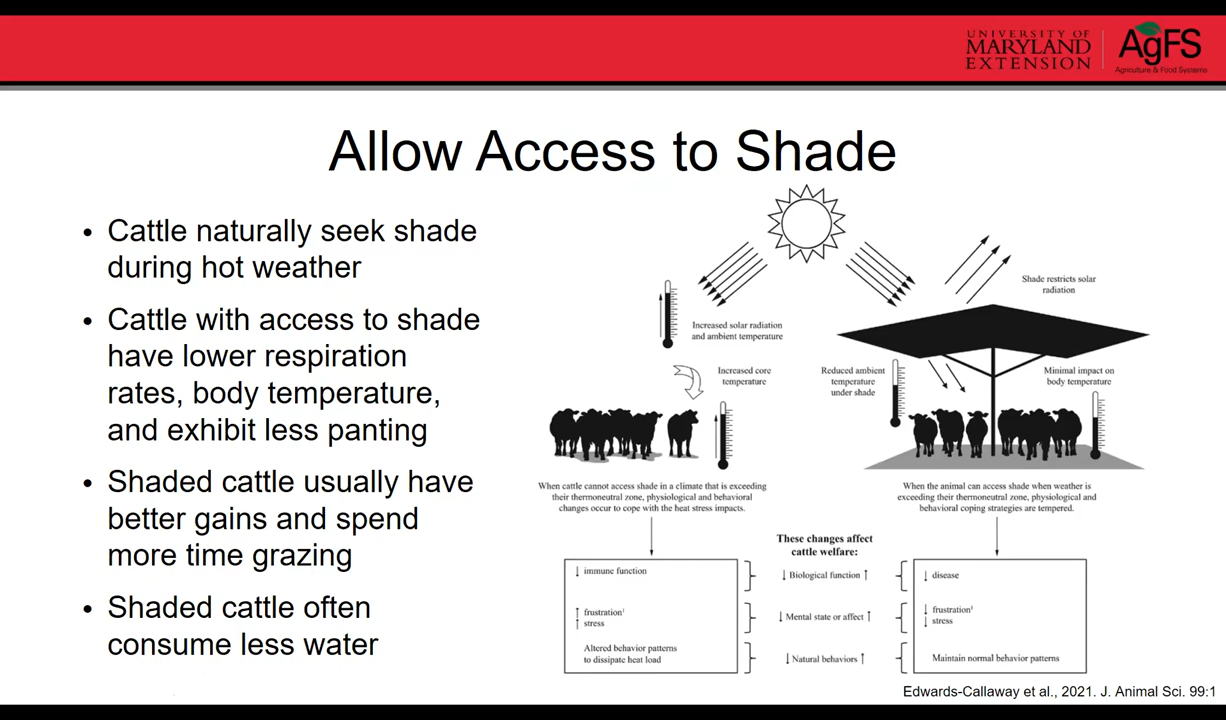 UNIVERSITY OF
MARYLAND
EXTENSION
AgFS
Agriculture & Food Systems
Allow Access to Shade
• Cattle naturally seek shade
during hot weather
• Cattle with access to shade
have lower respiration
rates, body temperature,
and exhibit less panting
• Shaded cattle usually have
better gains and spend
more time grazing
• Shaded cattle often
consume less water
Shade restricts solar
radiation
Increased solar radiation
and ambient temperature
Increased core
temperature
Reduced ambient
temperature
under shade
Minimal impact on
body temperature
When cattle cannot access shade in a climate that is exceeding
their thermoneutral zone, physiological and behavioral
changes occur to cope with the heat stress impacts.
When the animal can access shade when weather is
exceeding their thermoneutral zone, physiological and
behavioral coping strategies are tempered.
These changes affect
cattle welfare:
↓ immune function
↑ frustration¹
↑ stress
Altered behavior patterns
to dissipate heat load
↓ Biological function ↑
↓ Mental state or affect ↑
↓ Natural behaviors ↑
↓ disease
↓ frustration¹
↓ stress
Maintain normal behavior patterns
Edwards-Callaway et al., 2021. J. Animal Sci. 99:1